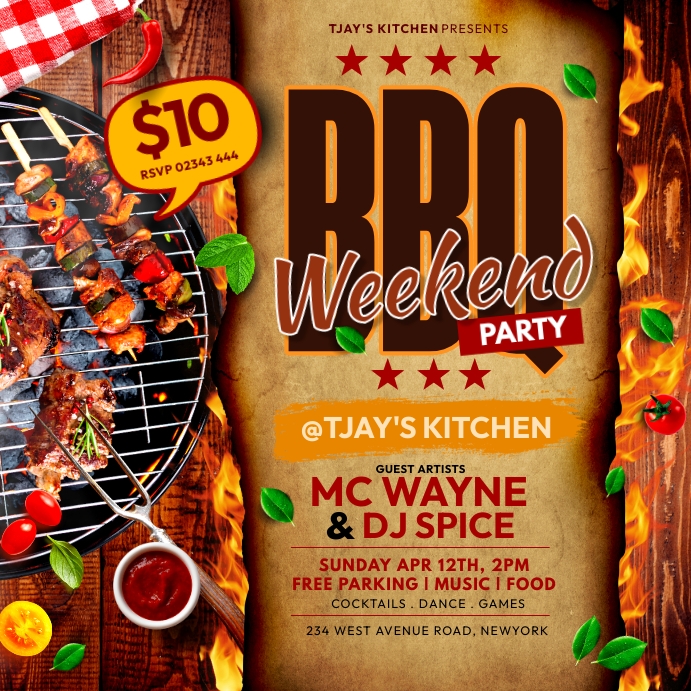 TJAY'S KITCHEN PRESENTS
$10
RSVP 02343 444
BBQ
Weekend
PARTY
@TJAY'S KITCHEN
GUEST ARTISTS
MC WAYNE
& DJ SPICE
SUNDAY APR 12TH, 2PM
FREE PARKING | MUSIC | FOOD
COCKTAILS . DANCE . GAMES
234 WEST AVENUE ROAD, NEWYORK